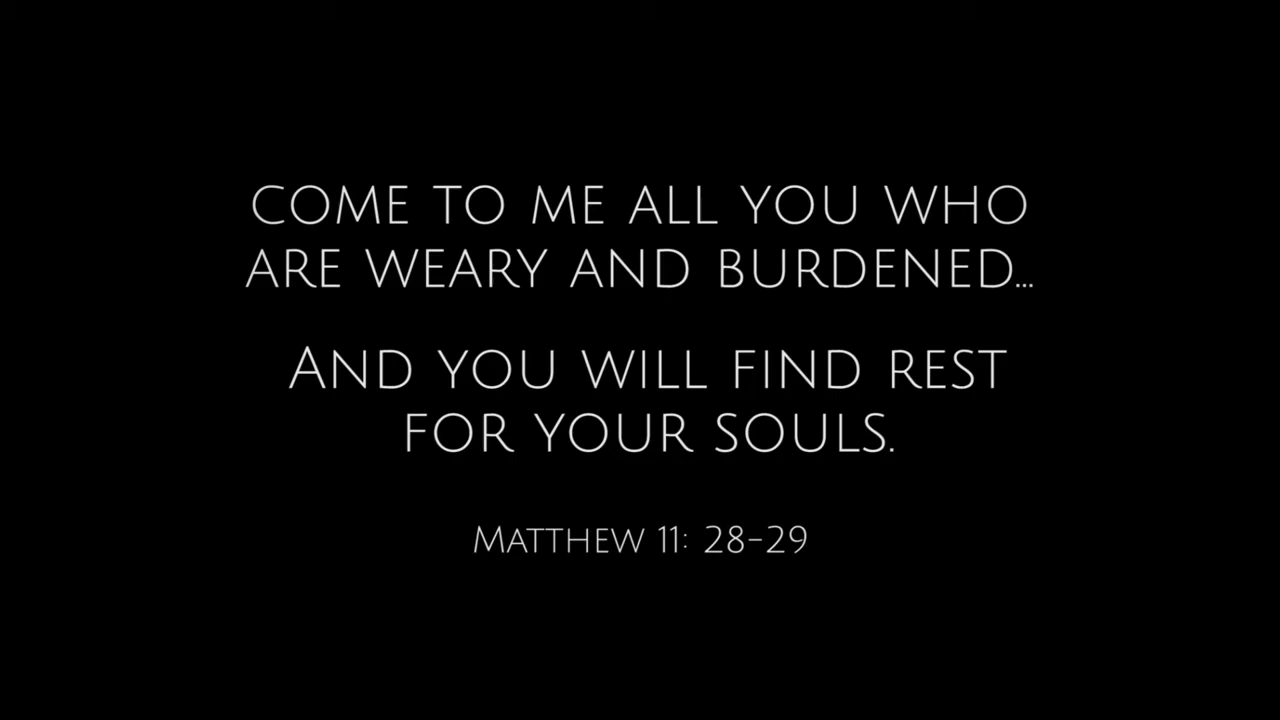 COME TO ME ALL YOU WHO
ARE WEARY AND BURDENED...
AND YOU WILL FIND REST
FOR YOUR SOULS.
MATTHEW 11: 28-29